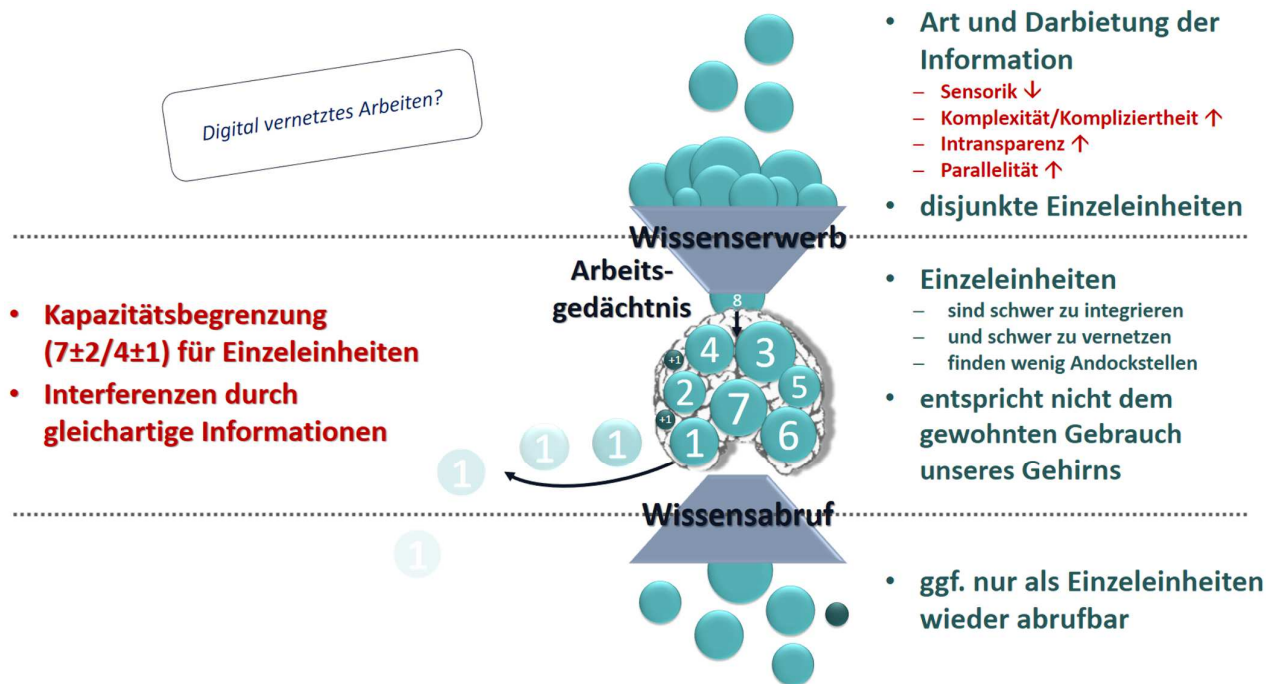 Digital vernetztes Arbeiten?
• Art und Darbietung der
Information
– Sensorik ↓
– Komplexität/Kompliziertheit ↑
– Intransparenz ↑
– Parallelität ↑
• disjunkte Einzeleinheiten
Wissenserwerb
Arbeits-
gedächtnis
• Kapazitätsbegrenzung
(7±2/4±1) für Einzeleinheiten
• Interferenzen durch
gleichartige Informationen
8
4 3
+1
2 5
7
+1
1 6
1 1 1
1
• Einzeleinheiten
– sind schwer zu integrieren
– und schwer zu vernetzen
– finden wenig Andockstellen
• entspricht nicht dem
gewohnten Gebrauch
unseres Gehirns
Wissensabruf
• ggf. nur als Einzeleinheiten
wieder abrufbar